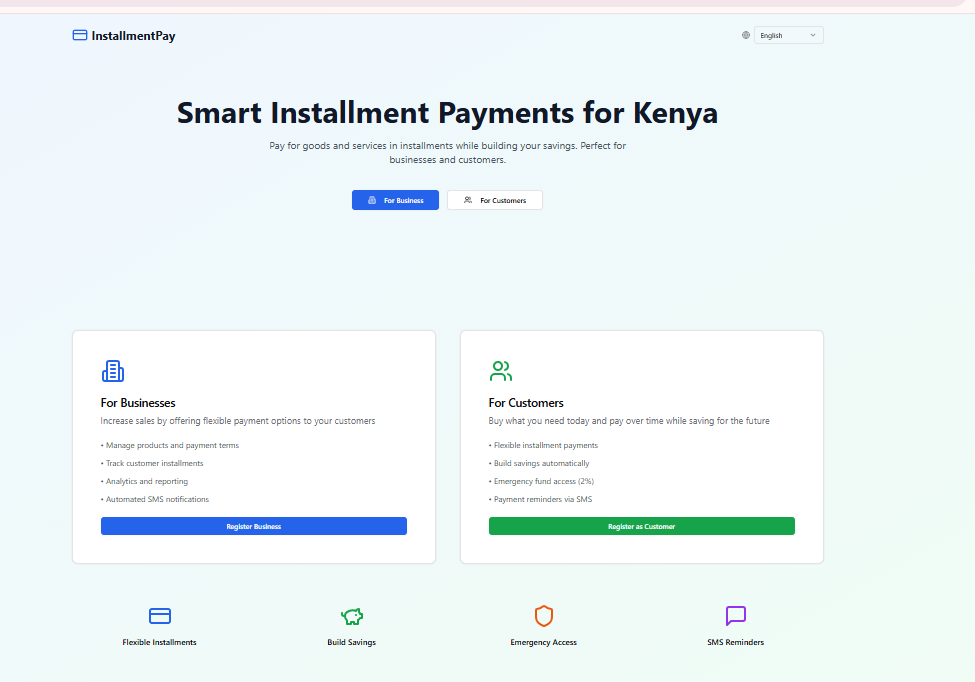 InstallmentPay
English
Smart Installment Payments for Kenya
Pay for goods and services in installments while building your savings. Perfect for
businesses and customers.
For Business
For Customers
For Businesses
Increase sales by offering flexible payment options to your customers
• Manage products and payment terms
• Track customer installments
• Analytics and reporting
• Automated SMS notifications
Register Business
For Customers
Buy what you need today and pay over time while saving for the future
• Flexible installment payments
• Build savings automatically
• Emergency fund access (2%)
• Payment reminders via SMS
Register as Customer
Flexible Installments
Build Savings
Emergency Access
SMS Reminders